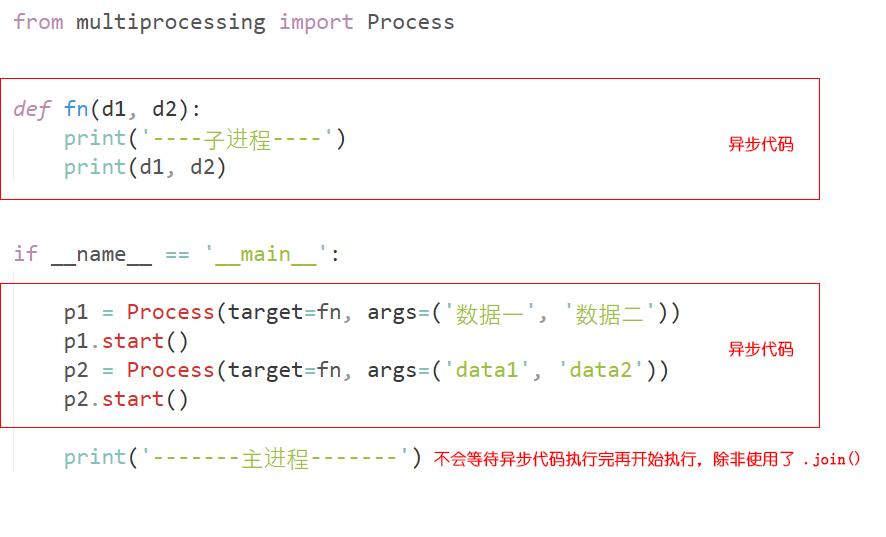 from multiprocessing import Process
def fn(d1, d2):
print('----子进程----')
异步代码
print(d1, d2)
if __name__ == '__main__':
p1 = Process(target=fn, args=('数据一', '数据二'))
p1.start()
异步代码
p2 = Process(target=fn, args=('data1', 'data2'))
p2.start()
print('-------主进程-------') 不会等待异步代码执行完再开始执行，除非使用了 .join()